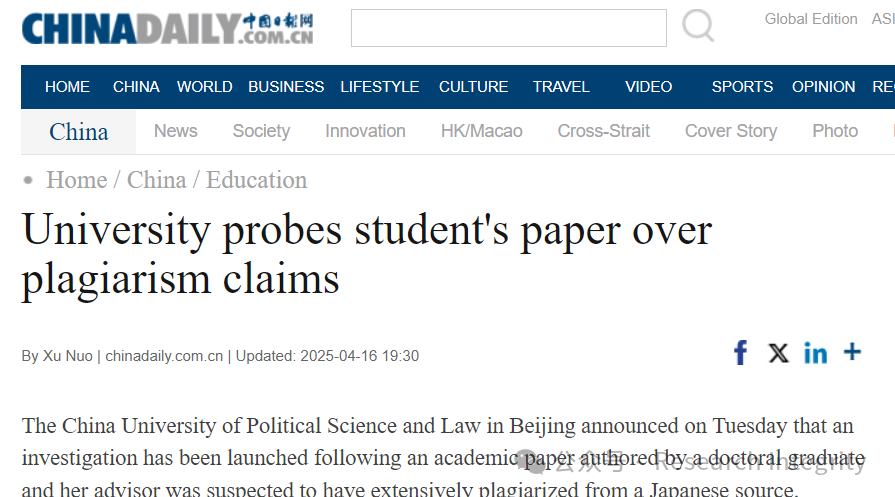 CHINADAILY 中国日报网
.COM.CN
Global Edition
HOME CHINA WORLD BUSINESS LIFESTYLE CULTURE TRAVEL VIDEO SPORTS OPINION RE
China News Society Innovation HK/Macao Cross-Strait Cover Story Photo
Home / China / Education
University probes student's paper over
plagiarism claims
By Xu Nuo | chinadaily.com.cn | Updated: 2025-04-16 19:30
The China University of Political Science and Law in Beijing announced on Tuesday that an
investigation has been launched following an academic paper authored by a doctoral graduate
and her advisor was suspected to have extensively plagiarized from a Japanese source.
公众号 · Research Integrity